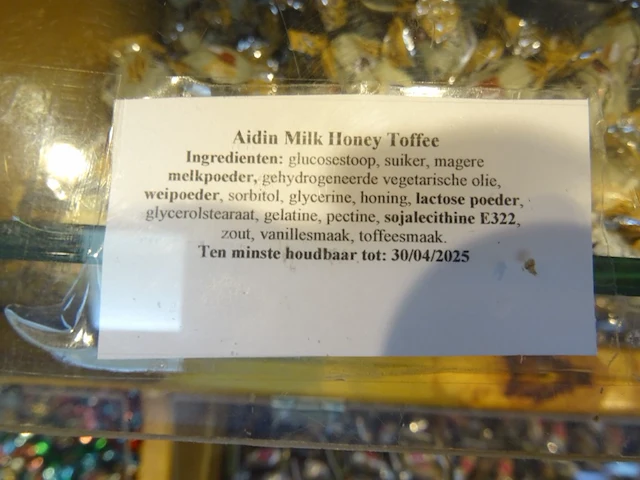 Aidin Milk Honey Toffee
Ingredienten: glucosestoop, suiker, magere
melkpoeder, gehydrogeneerde vegetarische olie,
weipoeder, sorbitol, glycerine, honing, lactose poeder,
glycerolstearaat, gelatine, pectine, sojalecithine E322,
zout, vanillesmaak, toffeesmaak.
Ten minste houdbaar tot: 30/04/2025